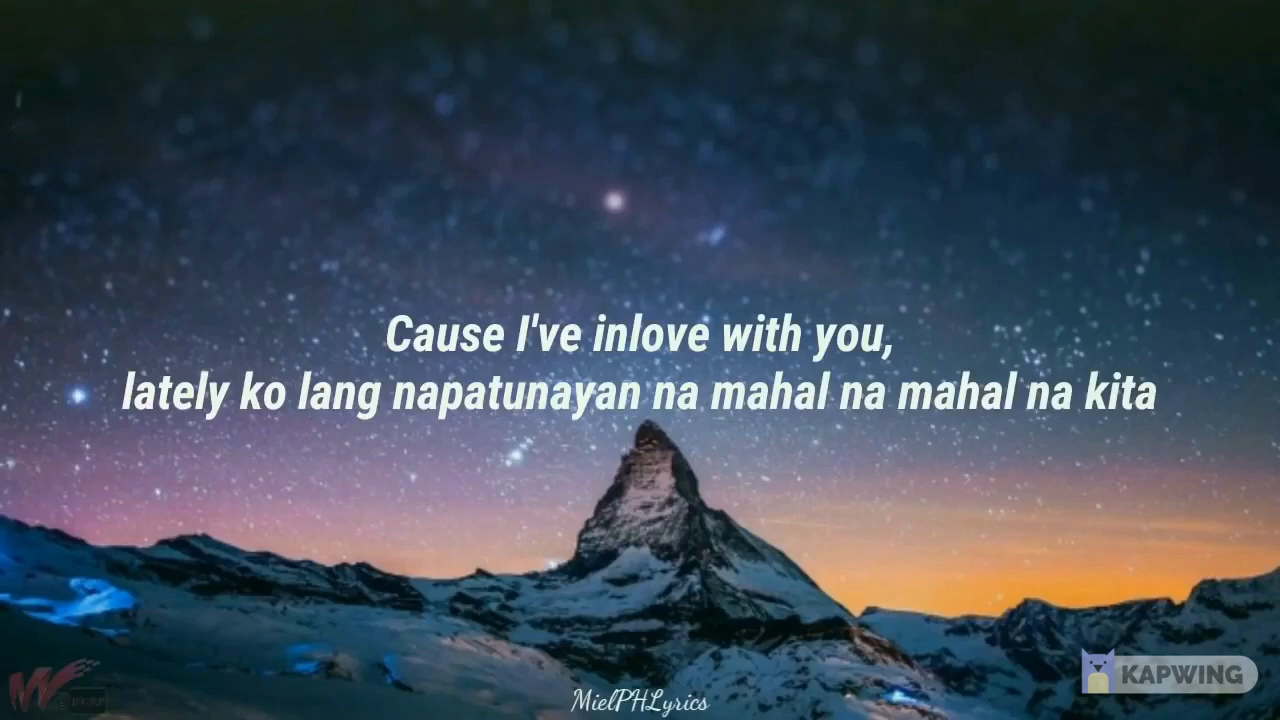 Cause I've inlove with you,
lately ko lang napatunayan na mahal na mahal na kita
MielPHLyrics
KAPWING